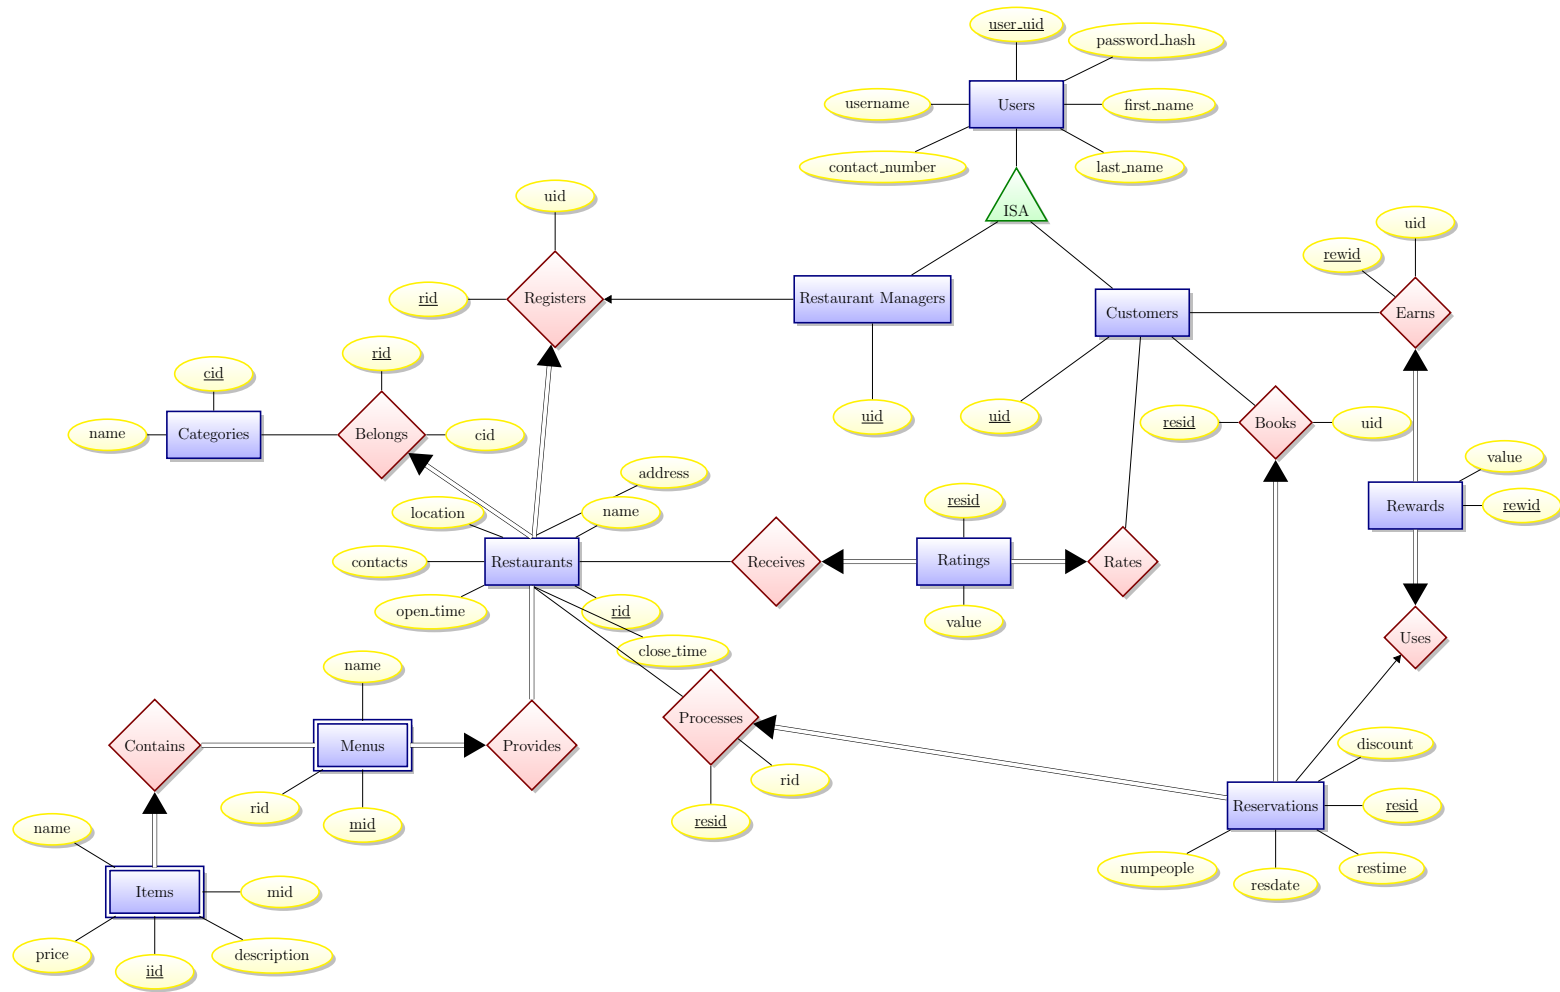 user_uid
password_hash
username
Users
first_name
contact_number
last_name
uid
ISA
uid
rewid
rid
Registers
Restaurant Managers
Customers
Earns
rid
cid
uid
uid
resid
Books
uid
name
Categories
Belongs
cid
value
address
location
name
resid
Rewards
rewid
contacts
Restaurants
Receives
Ratings
Rates
open_time
rid
value
close_time
Uses
name
Processes
Contains
Menus
Provides
discount
rid
mid
rid
resid
Reservations
resid
name
numpeople
resdate
restime
Items
mid
price
iid
description